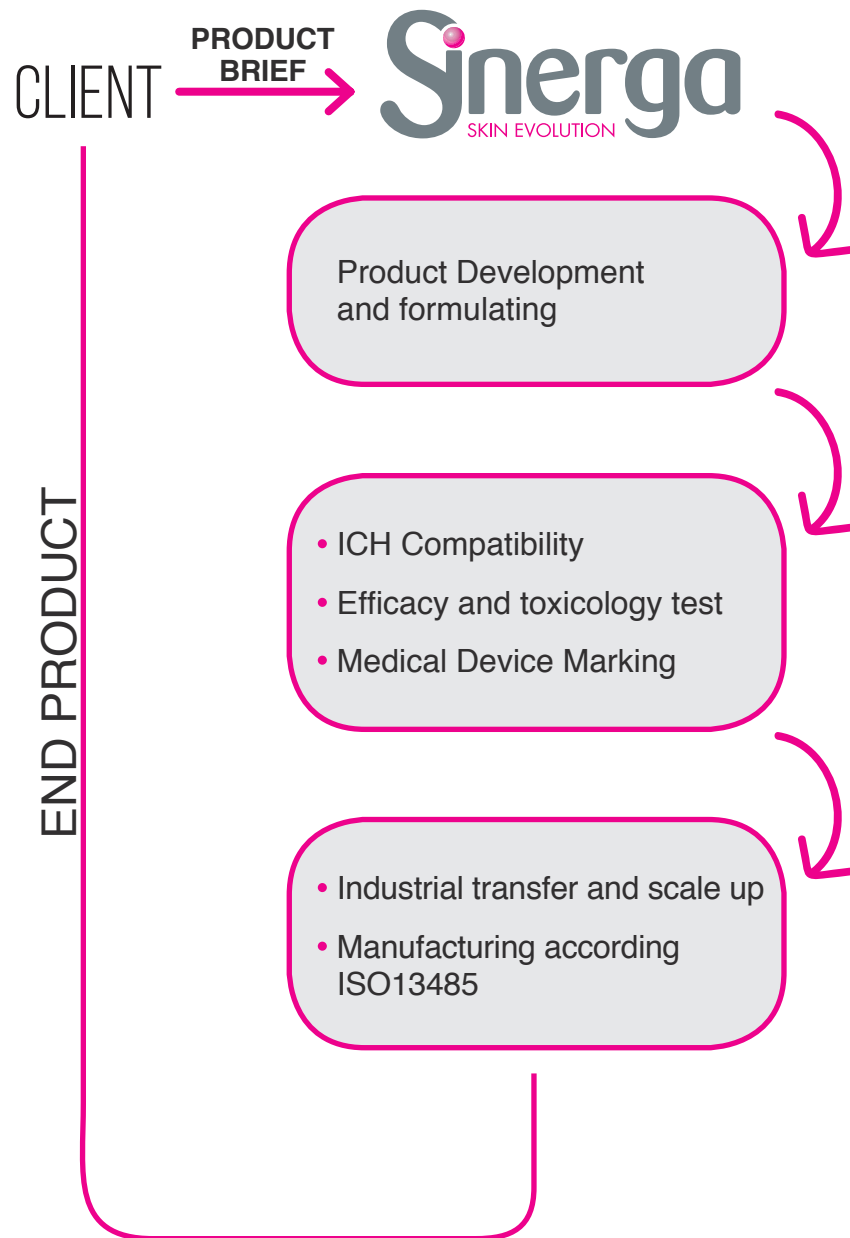 PRODUCT
BRIEF
CLIENT
Sinerga
SKIN EVOLUTION
Product Development
and formulating
• ICH Compatibility
• Efficacy and toxicology test
• Medical Device Marking
END PRODUCT
• Industrial transfer and scale up
• Manufacturing according
ISO13485